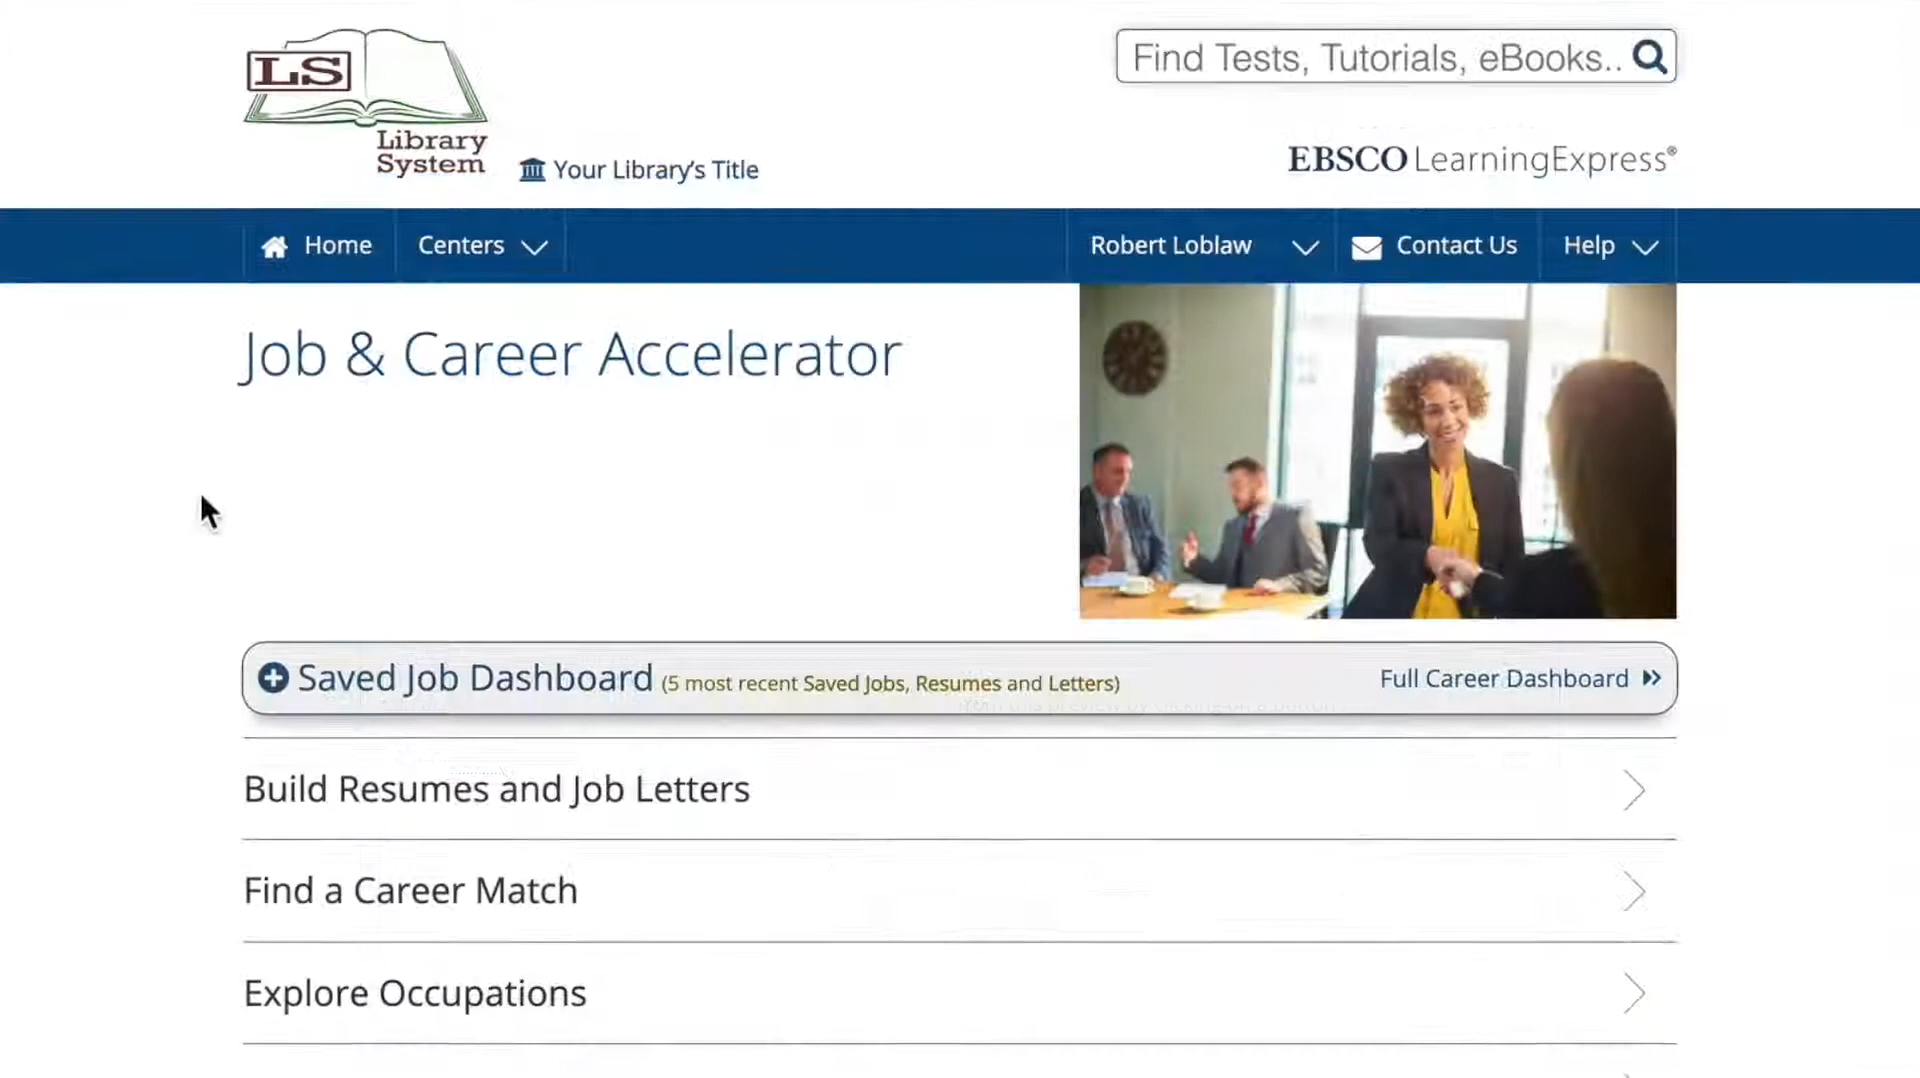 LS
Library
System
Your Library's Title
Find Tests, Tutorials, eBooks..
EBSCO LearningExpress®
Home
Centers
Robert Loblaw
Contact Us
Help
Job & Career Accelerator
Saved Job Dashboard (5 most recent Saved Jobs, Resumes and Letters)
Full Career Dashboard
Build Resumes and Job Letters
Find a Career Match
Explore Occupations